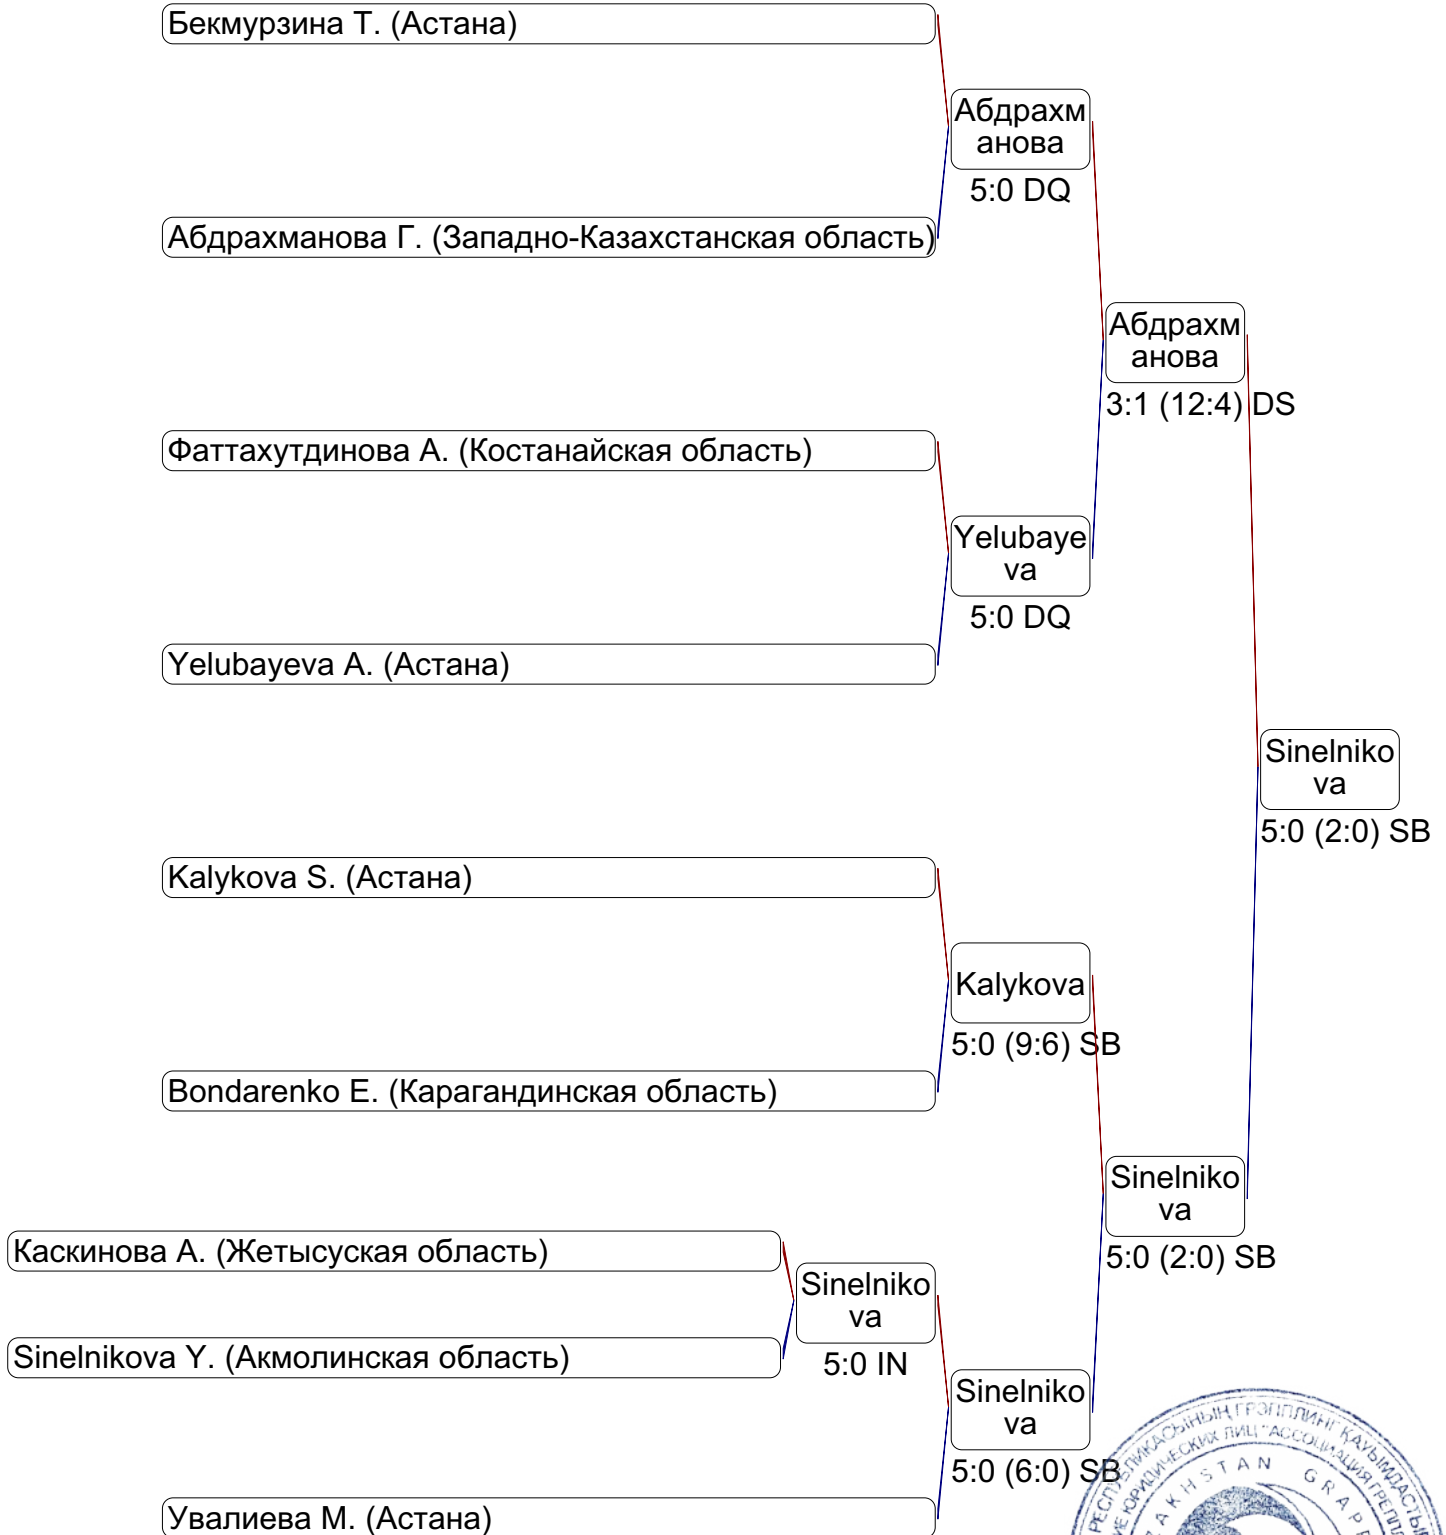 Бекмурзина Т. (Астана)
Абдрахм
анова
5:0 DQ
Абдрахманова Г. (Западно-Казахстанская область)
Абдрахм
анова
3:1 (12:4) DS
Фаттахутдинова А. (Костанайская область)
Yelubaye
va
5:0 DQ
Yelubayeva A. (Астана)
Sinelniko
va
5:0 (2:0) SB
Kalykova S. (Астана)
Kalykova
5:0 (9:6) SB
Bondarenko E. (Карагандинская область)
Sinelniko
va
5:0 (2:0) SB
Каскинова А. (Жетысуская область)
Sinelniko
va
5:0 IN
Sinelnikova Y. (Акмолинская область)
Sinelniko
va
5:0 (6:0) SB
Увалиева М. (Астана)